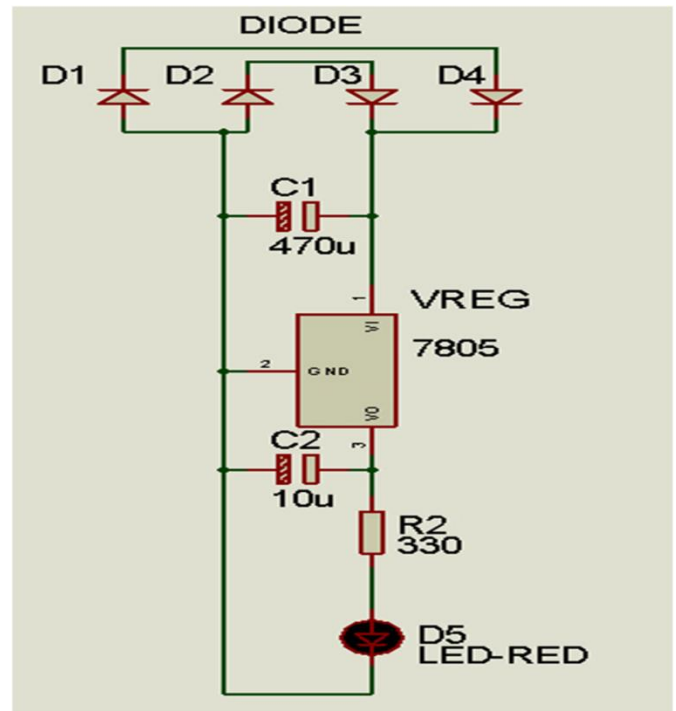 DIODE
D1 D2 D3 D4
C1
470u
1
VREG
VI
7805
2
GND
VO
3
C2
10u
R2
330
D5
LED-RED